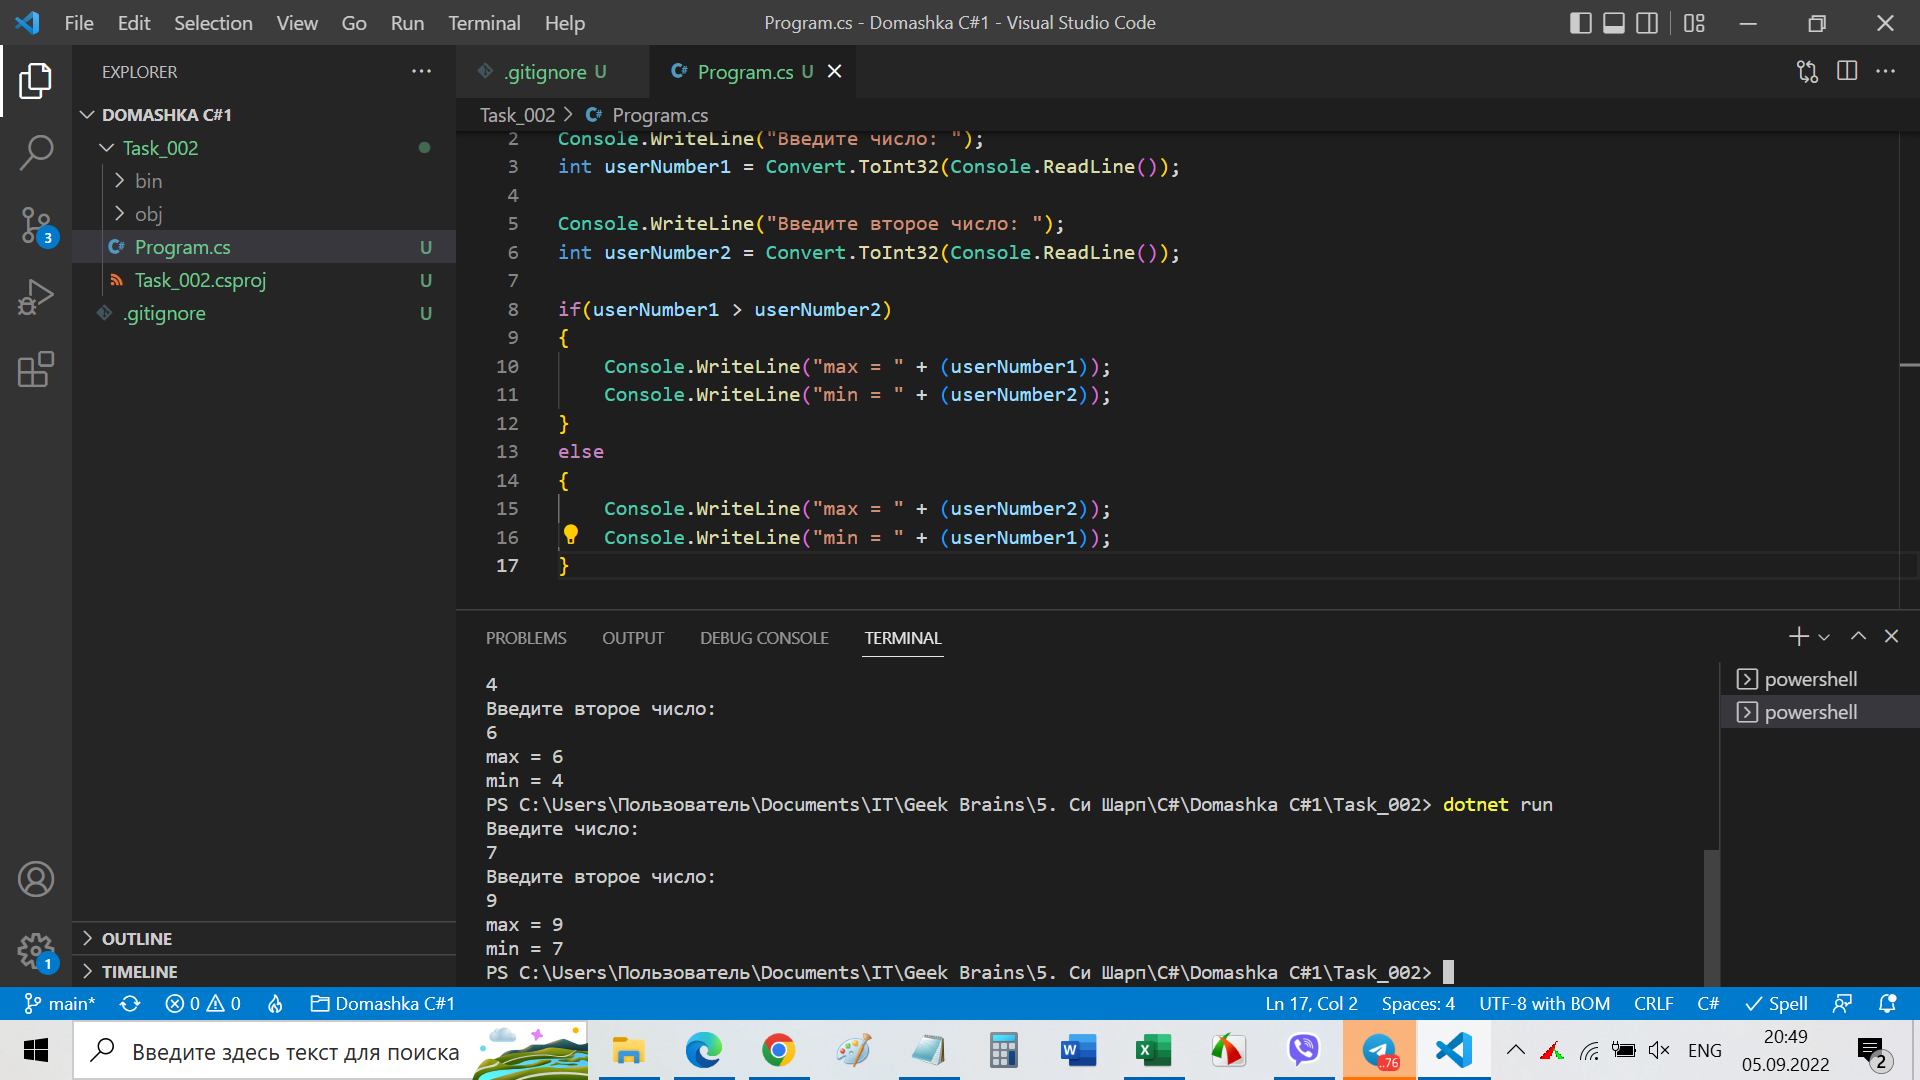 File Edit Selection View Go Run Terminal Help
Program.cs - Domashka C#1 - Visual Studio Code
EXPLORER
DOMASHKA C#1
Task_002
bin
obj
Program.cs U
Task_002.csproj U
.gitignore U
OUTLINE
TIMELINE
3
1
.gitignore U
Program.cs U
Task_002 > Program.cs
2 Console.WriteLine("Введите число: ");
3 int userNumber1 = Convert.ToInt32(Console.ReadLine());
4
5 Console.WriteLine("Введите второе число: ");
6 int userNumber2 = Convert.ToInt32(Console.ReadLine());
7
8 if(userNumber1 > userNumber2)
9 {
10 Console.WriteLine("max = " + (userNumber1));
11 Console.WriteLine("min = " + (userNumber2));
12 }
13 else
14 {
15 Console.WriteLine("max = " + (userNumber2));
16 Console.WriteLine("min = " + (userNumber1));
17 }
PROBLEMS OUTPUT DEBUG CONSOLE TERMINAL
4
Введите второе число:
6
max = 6
min = 4
PS C:\Users\Пользователь\Documents\IT\Geek Brains\5. Си Шарп\C#\Domashka C#1\Task_002> dotnet run
Введите число:
7
Введите второе число:
9
max = 9
min = 7
PS C:\Users\Пользователь\Documents\IT\Geek Brains\5. Си Шарп\C#\Domashka C#1\Task_002>
powershell
powershell
main* 0 0 Domashka C#1
Ln 17, Col 2 Spaces: 4 UTF-8 with BOM CRLF C# Spell
Введите здесь текст для поиска
..76
ENG
20:49
05.09.2022
2